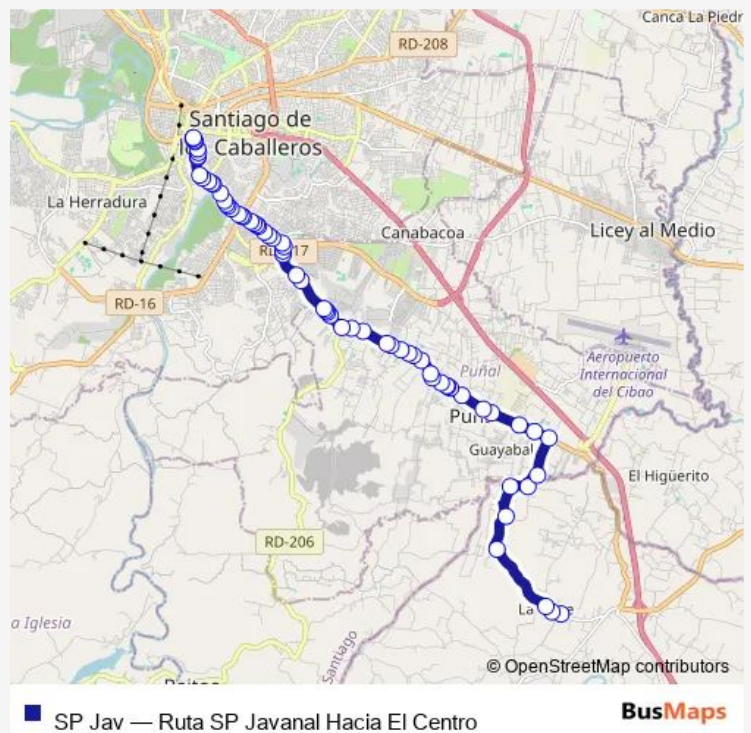 Canca La Piedr
RD-208
Santiago de
Caballeros
La Herradura
Canabacoa
Licey al Medio
RD-16
Aeropuerto
Internacional
del Cibao
Puñal
Guayabal
El Higüerito
RD-206
a Iglesia
Santiago
© OpenStreetMap contributors
SP Jav — Ruta SP Javanal Hacia El Centro
BusMaps